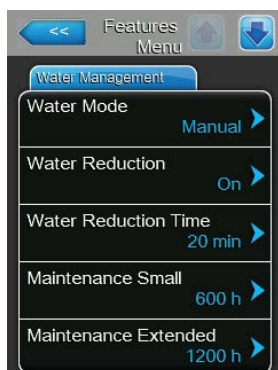 <<
Features
Menu
Water Management
Water Mode
Manual
Water Reduction
On
Water Reduction Time
20 min
Maintenance Small
600 h
Maintenance Extended
1200 h